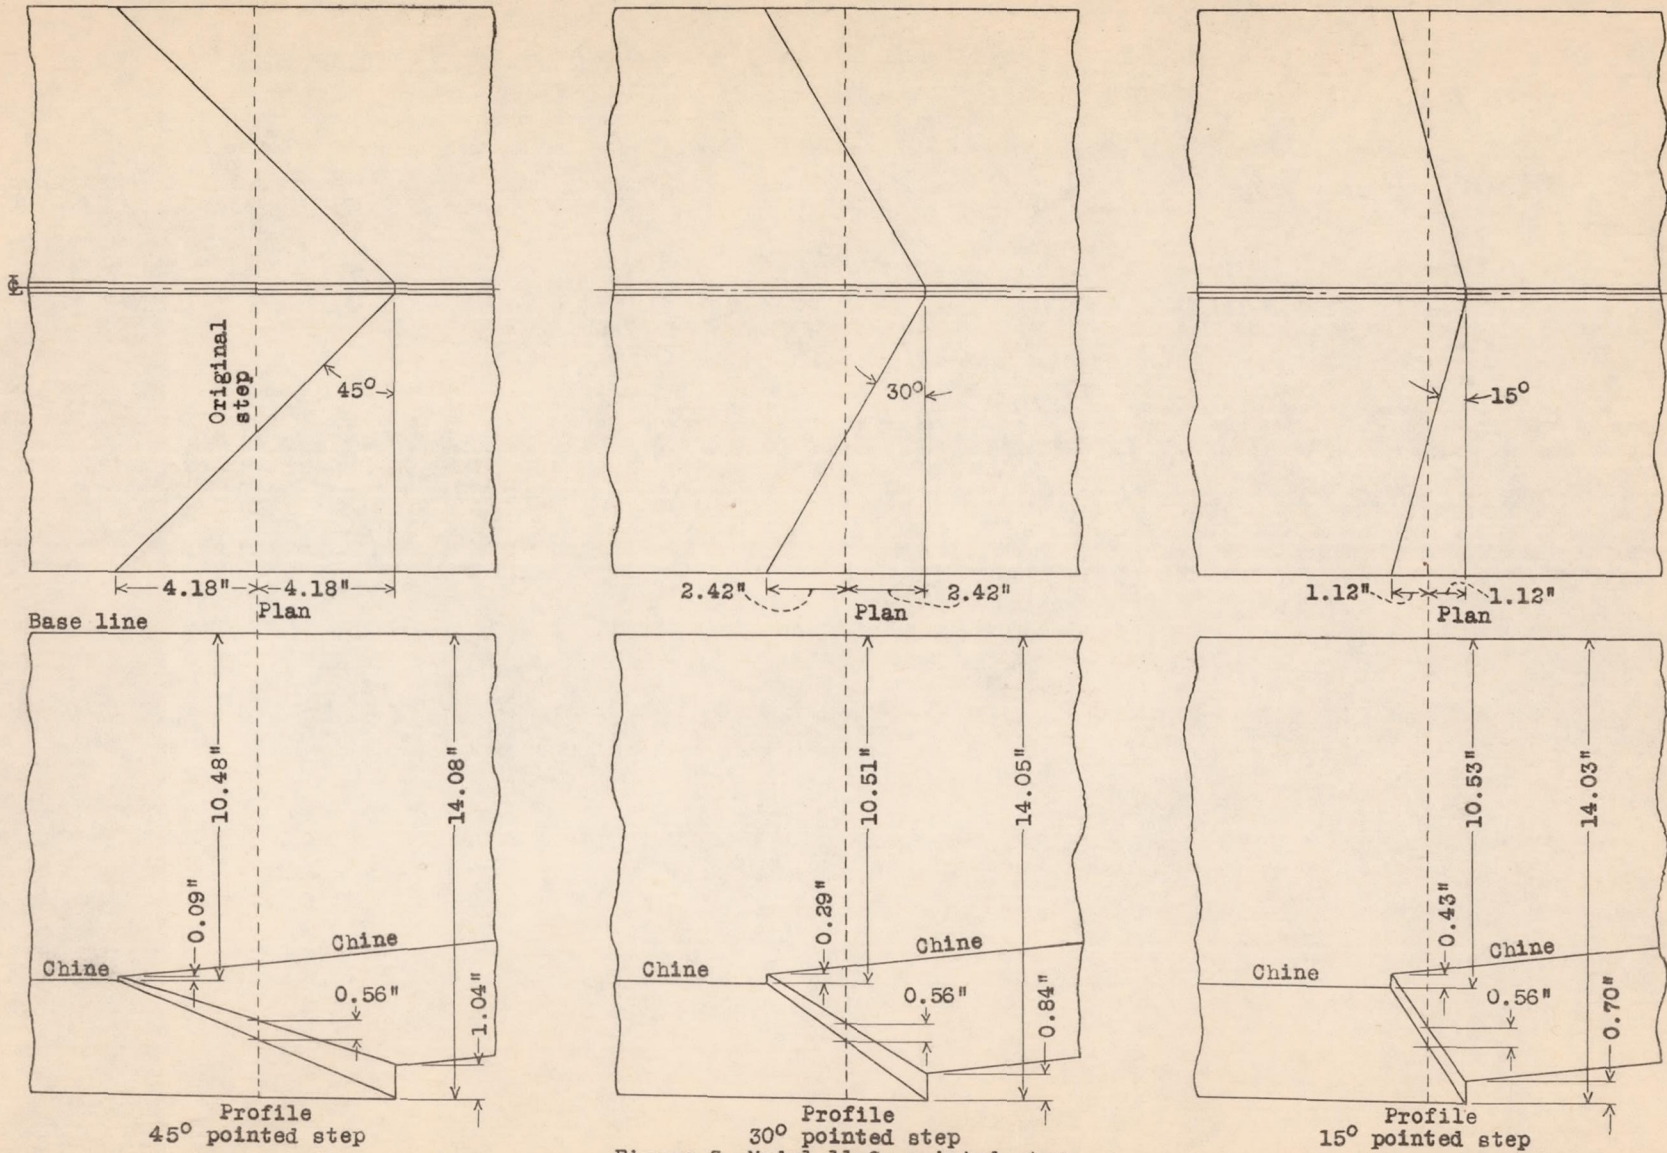 ℄
Original
step
45°
4.18" 4.18"
Plan
30°
2.42" 2.42"
Plan
15°
1.12" 1.12"
Plan
Base line
10.48"
14.08"
0.09"
Chine
Chine
0.56"
1.04"
Profile
45° pointed step
10.51"
14.05"
0.29"
Chine
Chine
0.56"
0.84"
Profile
30° pointed step
10.53"
14.03"
0.43"
Chine
Chine
0.56"
0.70"
Profile
15° pointed step